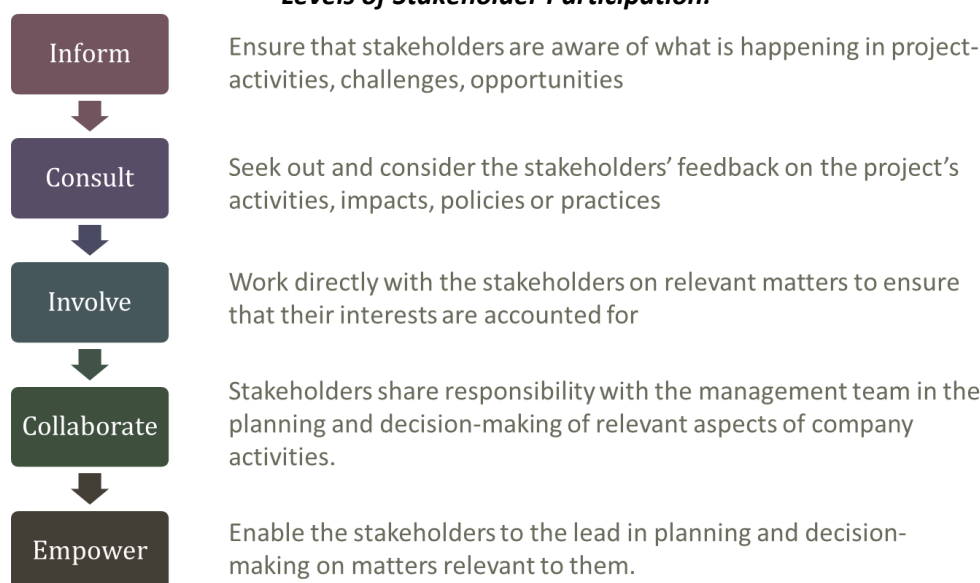 Levels of Stakeholder Participation:
Inform
Ensure that stakeholders are aware of what is happening in project-
activities, challenges, opportunities
Consult
Seek out and consider the stakeholders’ feedback on the project’s
activities, impacts, policies or practices
Involve
Work directly with the stakeholders on relevant matters to ensure
that their interests are accounted for
Collaborate
Stakeholders share responsibility with the management team in the
planning and decision-making of relevant aspects of company
activities.
Empower
Enable the stakeholders to the lead in planning and decision-
making on matters relevant to them.